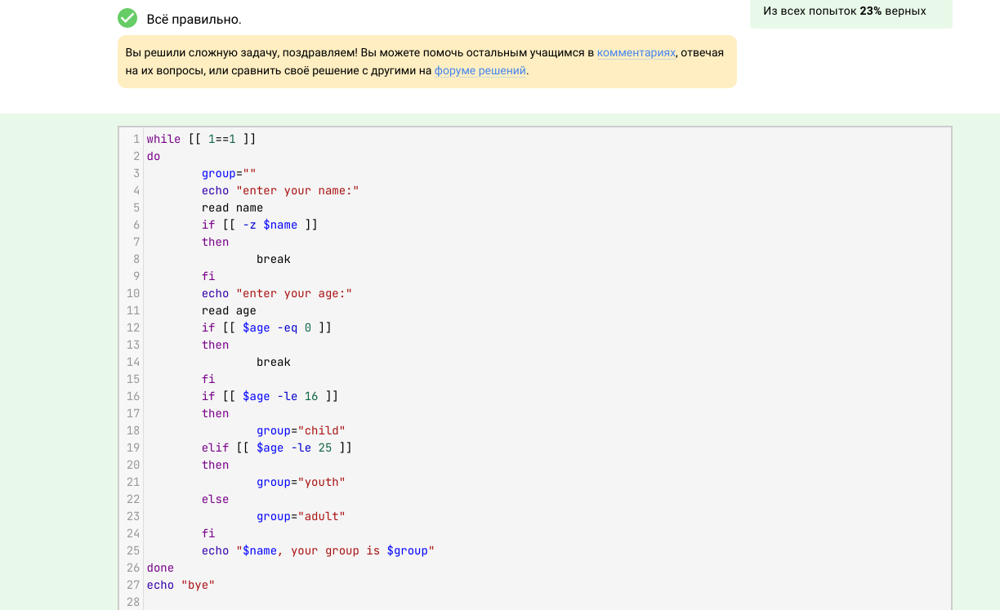 Всё правильно.
Из всех попыток 23% верных
Вы решили сложную задачу, поздравляем! Вы можете помочь остальным учащимся в комментариях, отвечая
на их вопросы, или сравнить своё решение с другими на форуме решений.
1 while [[ 1==1 ]]
2 do
3         group=""
4         echo "enter your name:"
5         read name
6         if [[ -z $name ]]
7         then
8                 break
9         fi
10         echo "enter your age:"
11         read age
12         if [[ $age -eq 0 ]]
13         then
14                 break
15         fi
16         if [[ $age -le 16 ]]
17         then
18                 group="child"
19         elif [[ $age -le 25 ]]
20         then
21                 group="youth"
22         else
23                 group="adult"
24         fi
25         echo "$name, your group is $group"
26 done
27 echo "bye"
28